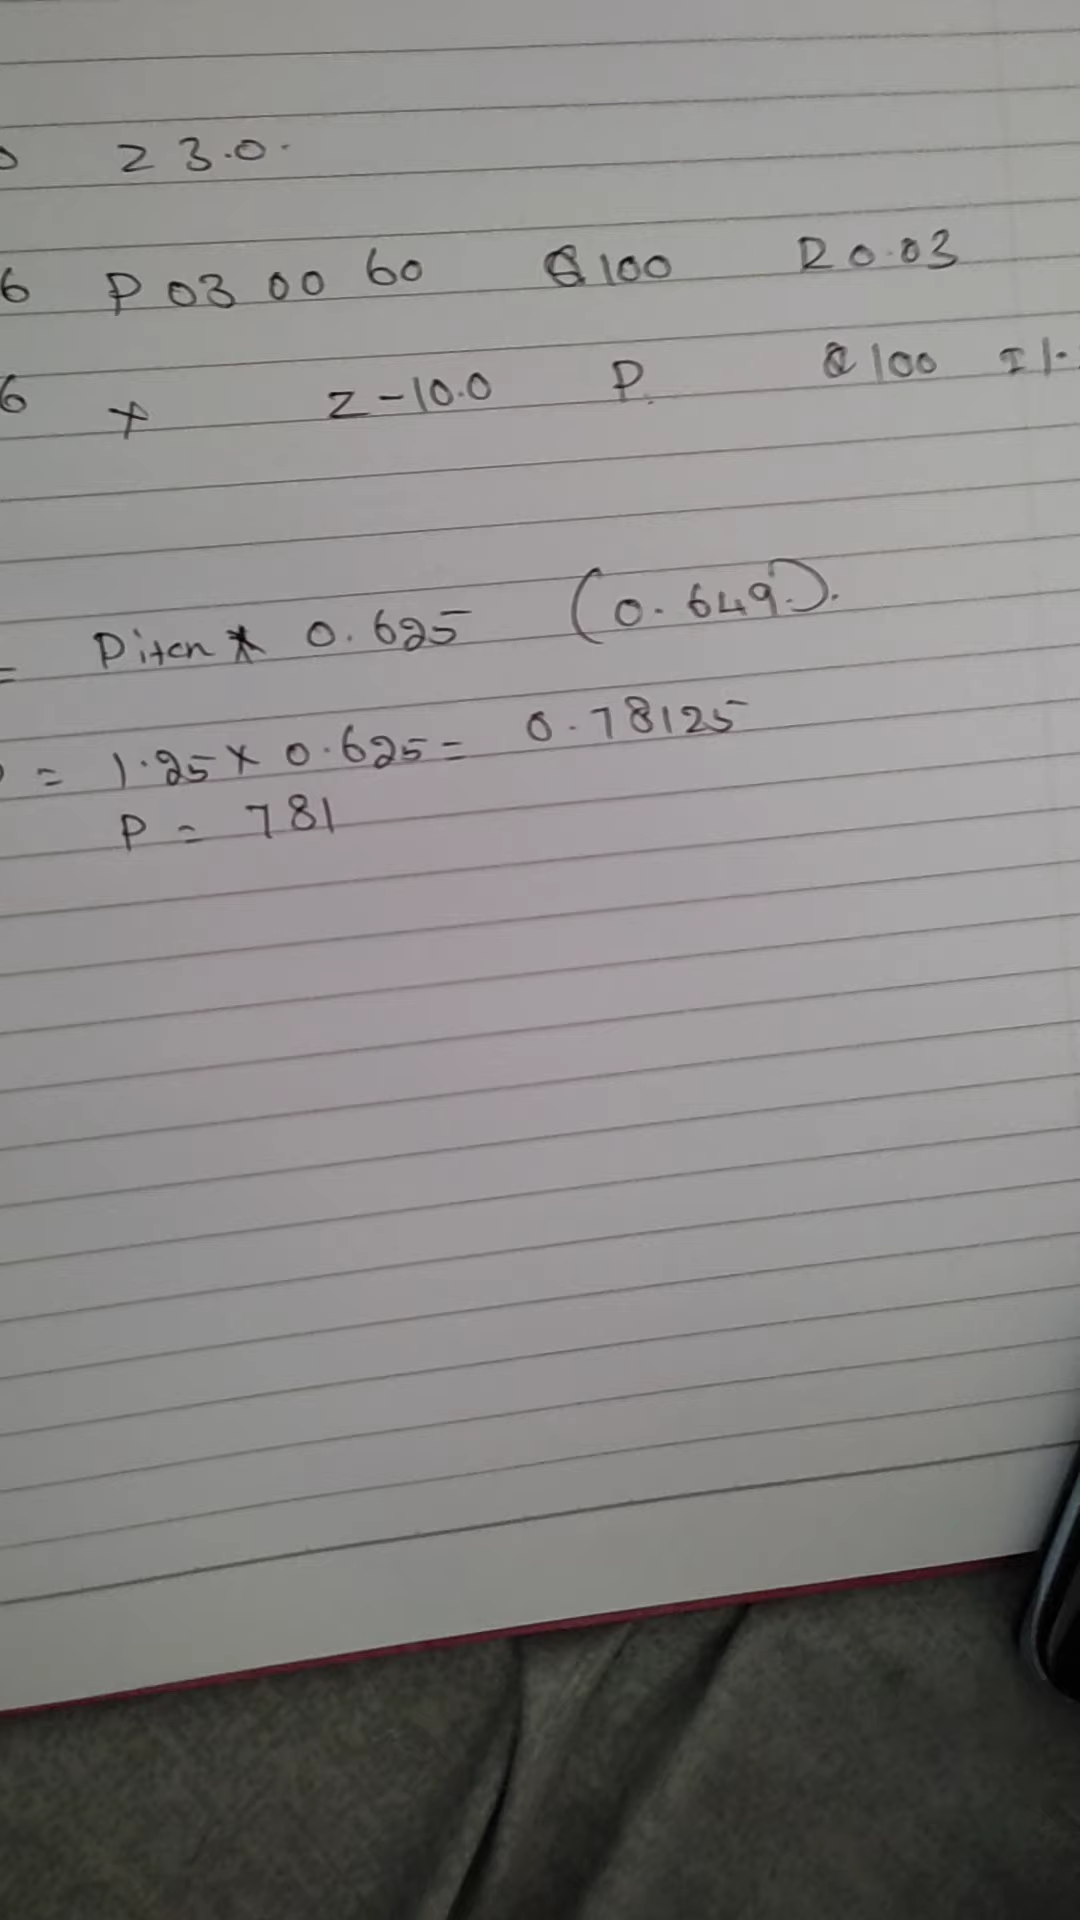 Z 3.0.
6 P 03 00 60 Q100 R0.03
6 X Z-10.0 P. Q100 F1.
= Pitch * 0.625 (0.649).
= 1.25 x 0.625 = 0.78125
P = 781